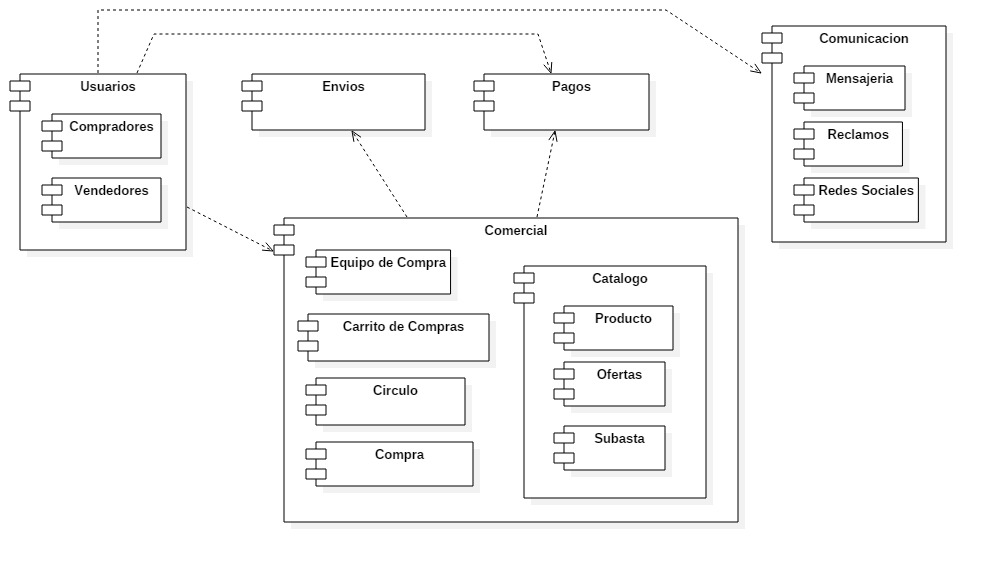 Usuarios
Compradores
Vendedores
Envios
Pagos
Comunicacion
Mensajeria
Reclamos
Redes Sociales
Comercial
Equipo de Compra
Carrito de Compras
Circulo
Compra
Catalogo
Producto
Ofertas
Subasta